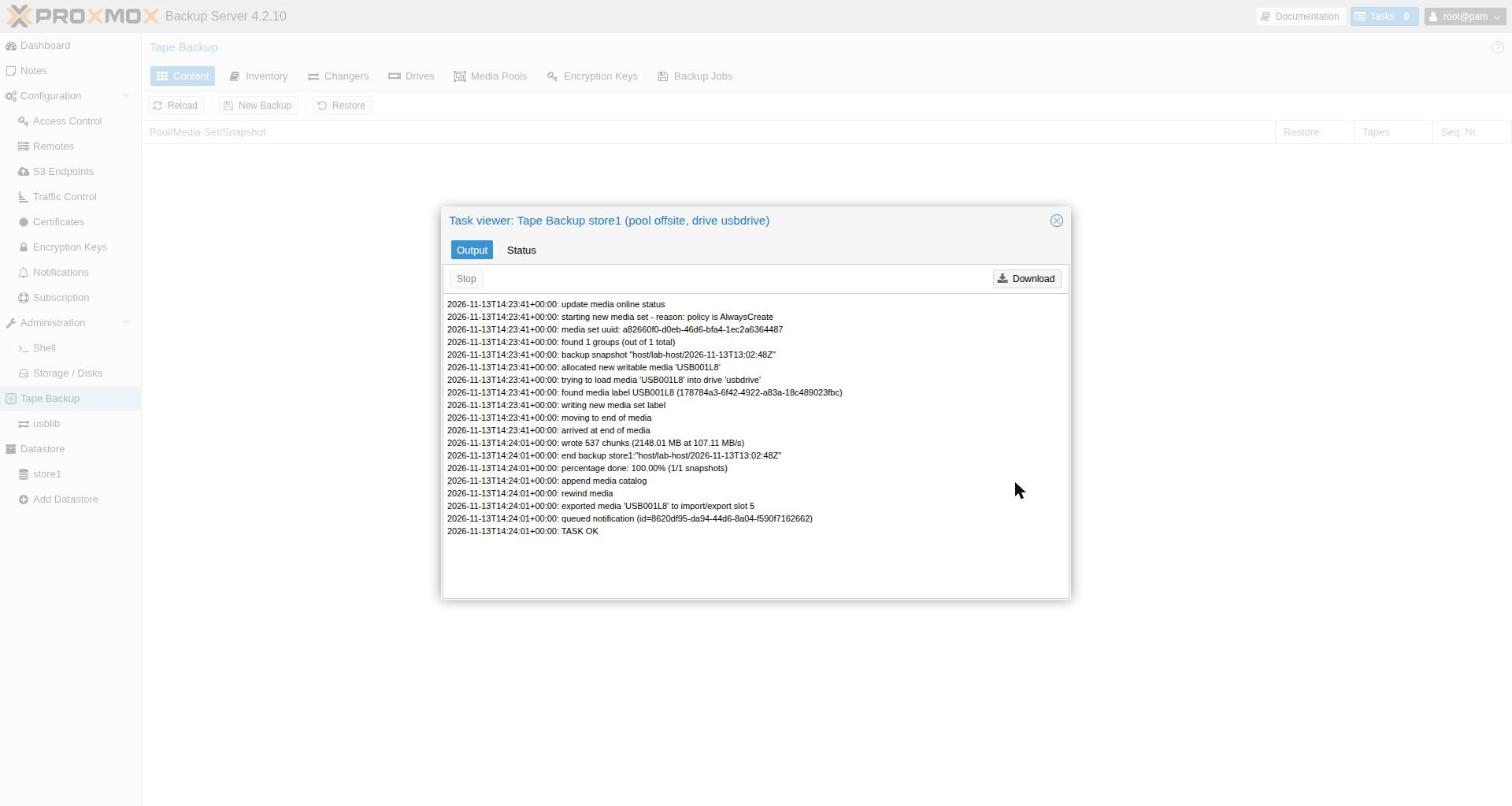 PROXMOX Backup Server 4.2.10
Documentation
Tasks 0
root@pam
Dashboard
Notes
Configuration
Access Control
Remotes
S3 Endpoints
Traffic Control
Certificates
Encryption Keys
Notifications
Subscription
Administration
Shell
Storage / Disks
Tape Backup
usblib
Datastore
store1
Add Datastore
Tape Backup
Content Inventory Changers Drives Media Pools Encryption Keys Backup Jobs
Reload New Backup Restore
Pool/Media-Set/Snapshot Restore Tapes Seq. Nr.
Task viewer: Tape Backup store1 (pool offsite, drive usbdrive)
Output Status
Stop Download
2026-11-13T14:23:41+00:00: update media online status
2026-11-13T14:23:41+00:00: starting new media set - reason: policy is AlwaysCreate
2026-11-13T14:23:41+00:00: media set uuid: a82660f0-d0eb-46d6-bfa4-1ec2a6364487
2026-11-13T14:23:41+00:00: found 1 groups (out of 1 total)
2026-11-13T14:23:41+00:00: backup snapshot "host/lab-host/2026-11-13T13:02:48Z"
2026-11-13T14:23:41+00:00: allocated new writable media 'USB001L8'
2026-11-13T14:23:41+00:00: trying to load media 'USB001L8' into drive 'usbdrive'
2026-11-13T14:23:41+00:00: found media label USB001L8 (178784a3-6f42-4922-a83a-18c489023fbc)
2026-11-13T14:23:41+00:00: writing new media set label
2026-11-13T14:23:41+00:00: moving to end of media
2026-11-13T14:23:41+00:00: arrived at end of media
2026-11-13T14:24:01+00:00: wrote 537 chunks (2148.01 MB at 107.11 MB/s)
2026-11-13T14:24:01+00:00: end backup store1:"host/lab-host/2026-11-13T13:02:48Z"
2026-11-13T14:24:01+00:00: percentage done: 100.00% (1/1 snapshots)
2026-11-13T14:24:01+00:00: append media catalog
2026-11-13T14:24:01+00:00: rewind media
2026-11-13T14:24:01+00:00: exported media 'USB001L8' to import/export slot 5
2026-11-13T14:24:01+00:00: queued notification (id=8620df95-da94-44d6-8a04-f590f7162662)
2026-11-13T14:24:01+00:00: TASK OK